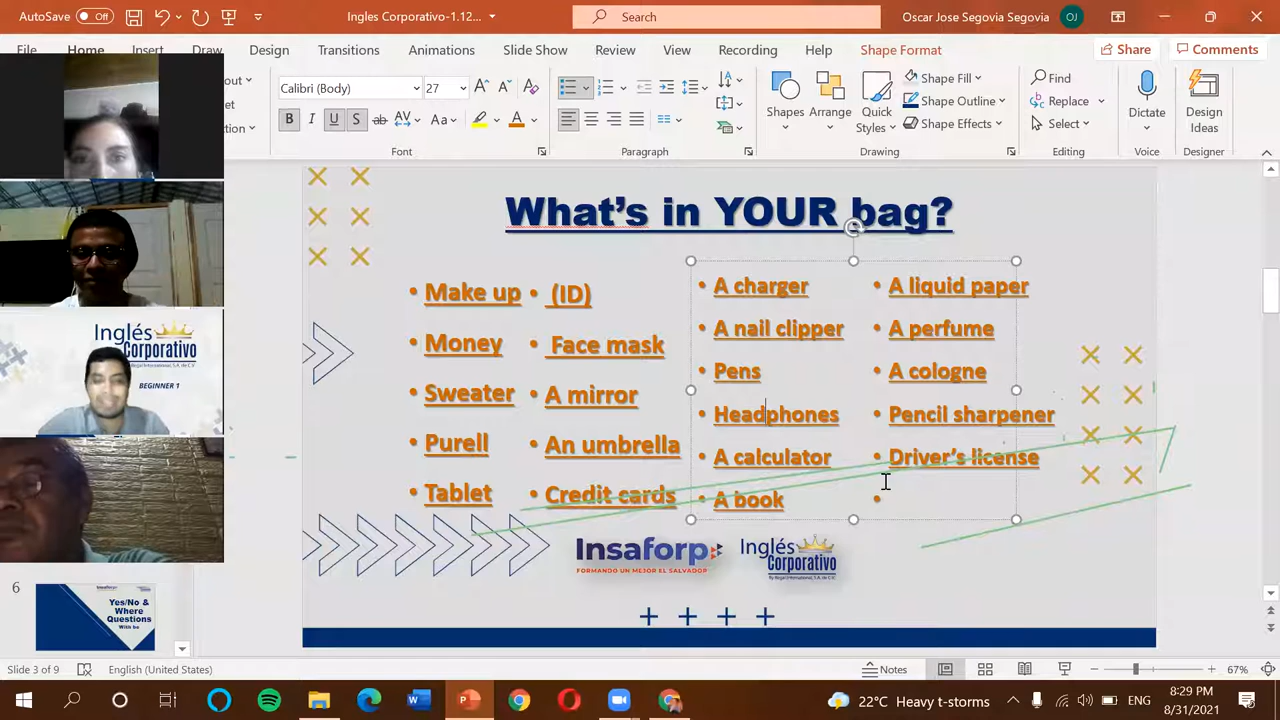 AutoSave Off
Ingles Corporativo-1.12...
Search
Oscar Jose Segovia Segovia OJ
File Home Insert Draw Design Transitions Animations Slide Show Review View Recording Help Shape Format
Share
Comments
Calibri (Body) 27
Shapes
Arrange
Quick Styles
Shape Fill
Shape Outline
Shape Effects
Find
Replace
Select
Dictate
Design Ideas
Font
Paragraph
Drawing
Editing
Voice
Designer
What's in YOUR bag?
• Make up
• Money
• Sweater
• Purell
• Tablet
• (ID)
• Face mask
• A mirror
• An umbrella
• Credit cards
• A charger
• A nail clipper
• Pens
• Headphones
• A calculator
• A book
• A liquid paper
• A perfume
• A cologne
• Pencil sharpener
• Driver's license
•
Insaforp
FORMANDO UN MEJOR EL SALVADOR
Inglés
Corporativo
Inglés
Corporativo
BEGINNER 1
6
Yes/No &
Where
Questions
With be
Slide 3 of 9
English (United States)
Notes
67%
22°C Heavy t-storms
ENG
8:29 PM
8/31/2021